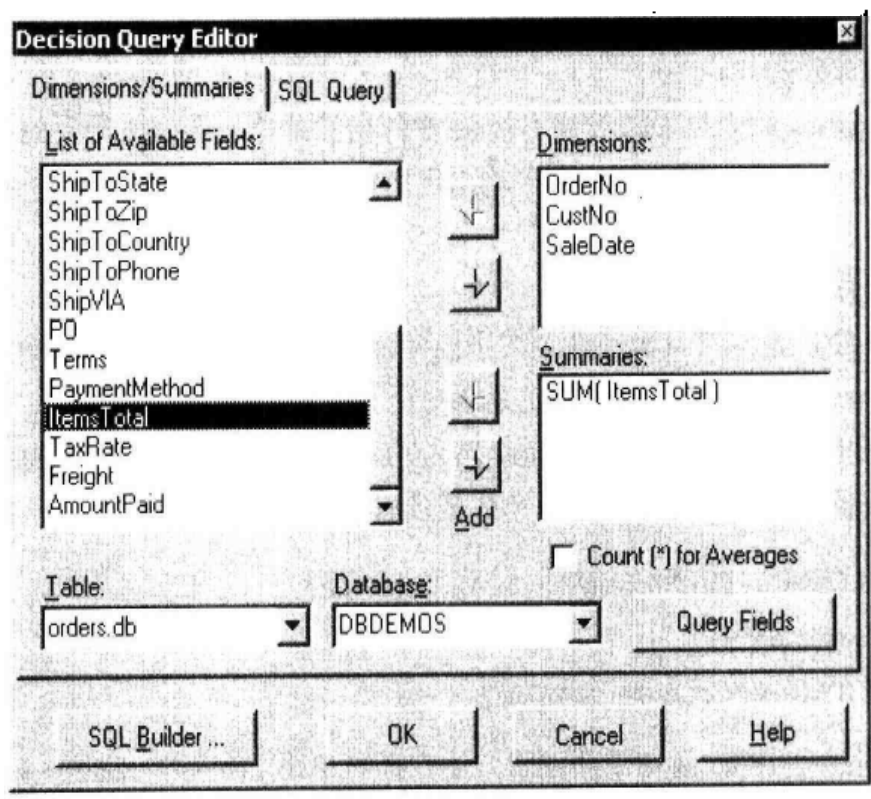 Decision Query Editor
Dimensions/Summaries
SQL Query
List of Available Fields:
ShipToState
ShipToZip
ShipToCountry
ShipToPhone
ShipVIA
PO
Terms
PaymentMethod
ItemsTotal
TaxRate
Freight
AmountPaid
Add
Dimensions:
OrderNo
CustNo
SaleDate
Summaries:
SUM( ItemsTotal )
Count (*) for Averages
Table:
orders.db
Database:
DBDEMOS
Query Fields
SQL Builder ...
OK
Cancel
Help